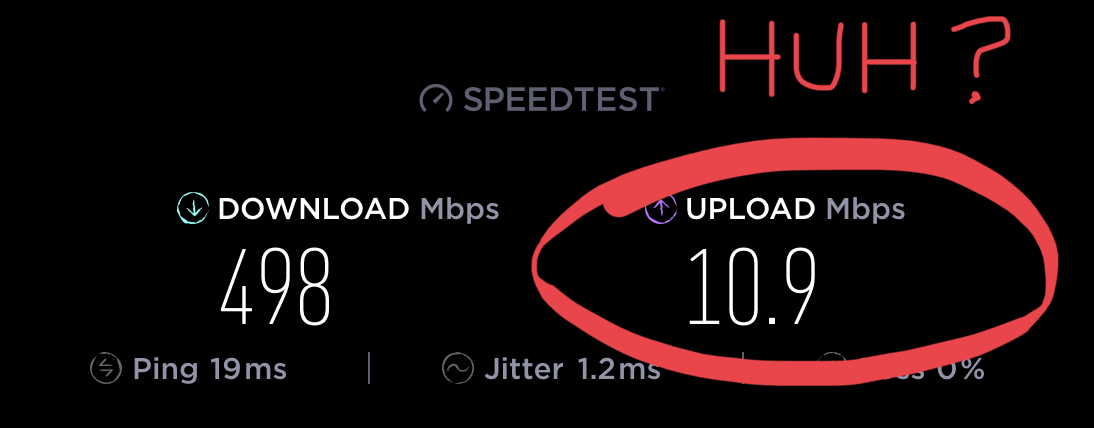 HUH?
SPEEDTEST
DOWNLOAD Mbps UPLOAD Mbps
498 10.9
Ping 19ms Jitter 1.2ms 0%